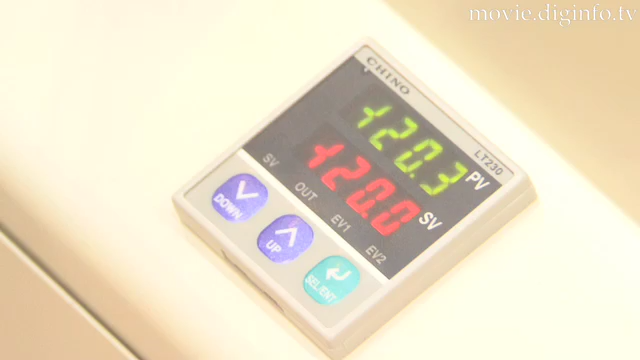 movie.diginfo.tv
CHINO
LT230
120.3 PV
120.0 SV
SV OUT EV1 EV2
DOWN
UP
SEL/ENT